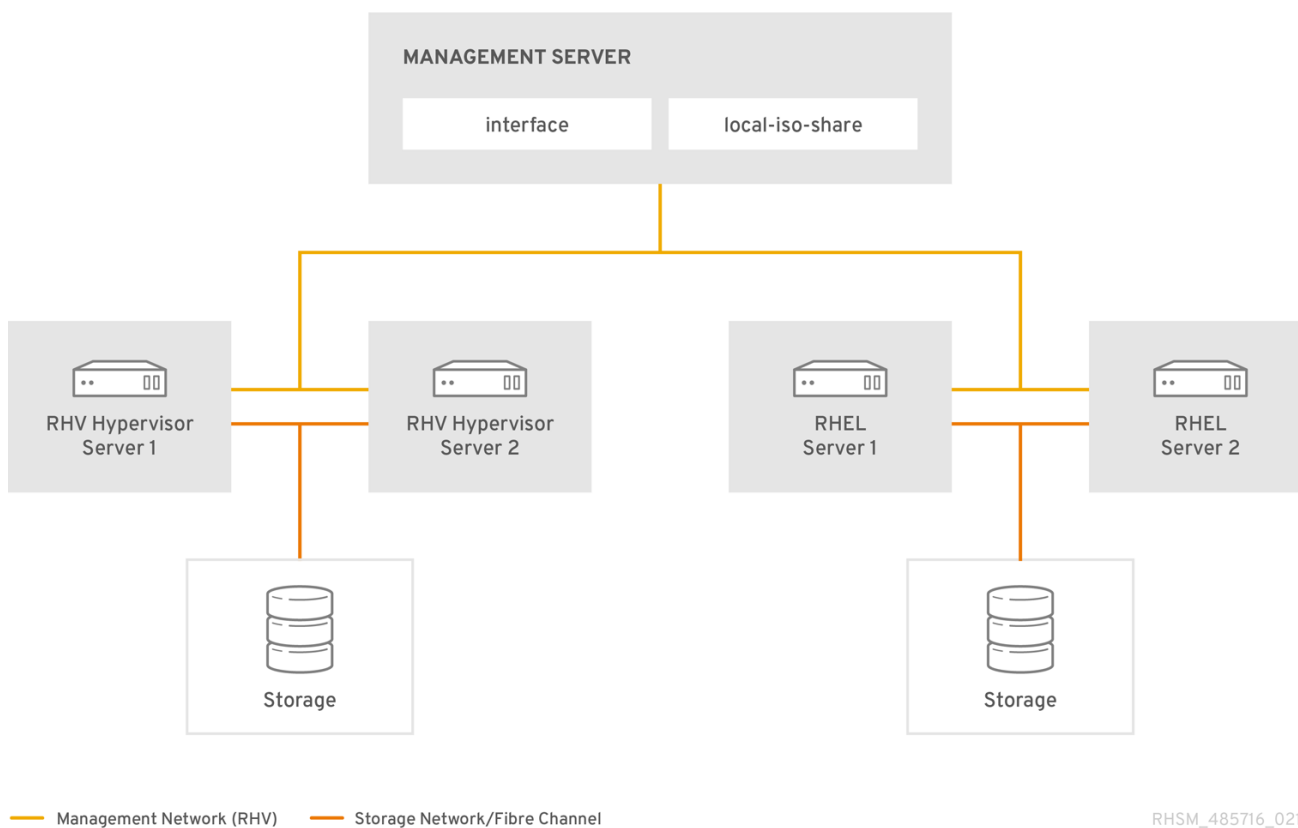 MANAGEMENT SERVER
interface
local-iso-share
RHV Hypervisor
Server 1
RHV Hypervisor
Server 2
RHEL
Server 1
RHEL
Server 2
Storage
Storage
Management Network (RHV)
Storage Network/Fibre Channel
RHSM_485716_021